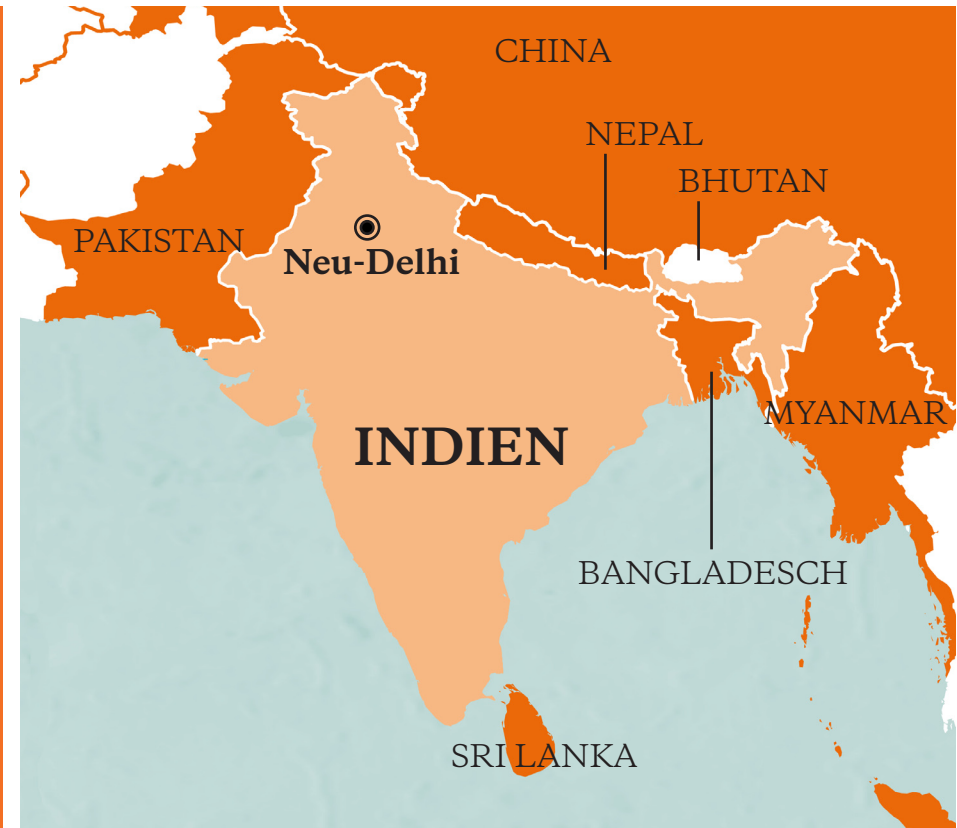 CHINA
NEPAL
BHUTAN
PAKISTAN
Neu-Delhi
MYANMAR
INDIEN
BANGLADESCH
SRI LANKA